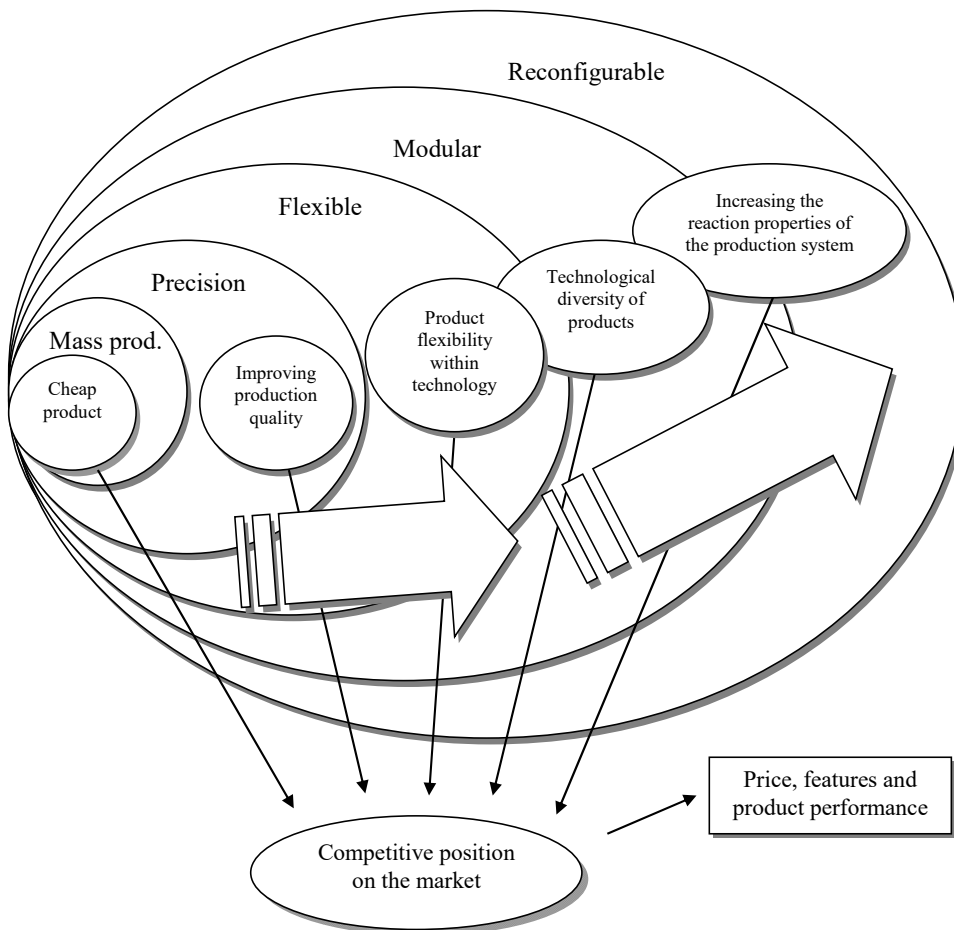 Reconfigurable
Modular
Flexible
Precision
Mass prod.
Cheap
product
Improving
production
quality
Product
flexibility
within
technology
Technological
diversity of
products
Increasing the
reaction properties of
the production system
Price, features and
product performance
Competitive position
on the market